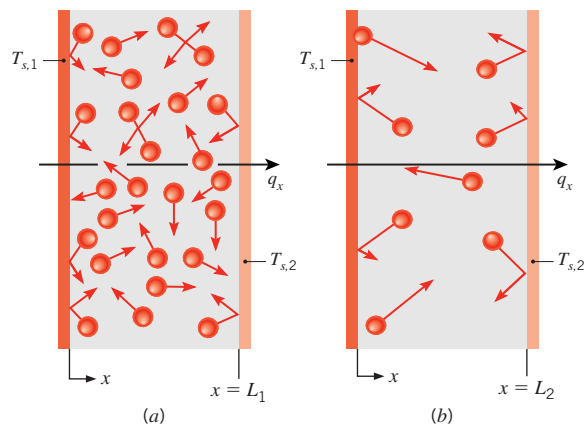 T_{s,1}
q_x
T_{s,2}
x
x = L_1
(a)
T_{s,1}
q_x
T_{s,2}
x
x = L_2
(b)